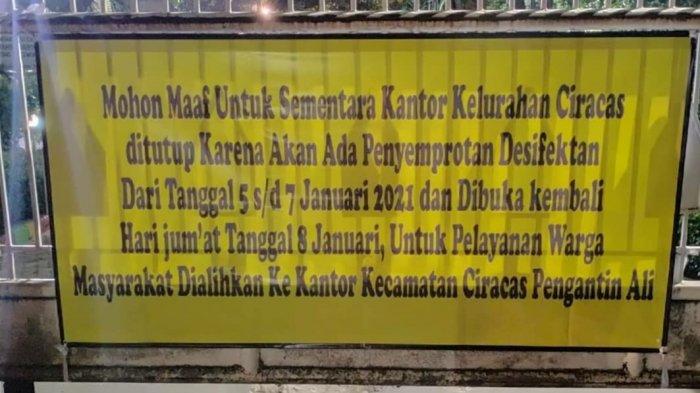 Mohon Maaf Untuk Sementara Kantor Kelurahan Ciracas
ditutup Karena Akan Ada Penyemprotan Desifektan
Dari Tanggal 5 s/d 7 Januari 2021 dan Dibuka kembali
Hari jum'at Tanggal 8 Januari, Untuk Pelayanan Warga
Masyarakat Dialihkan Ke Kantor Kecamatan Ciracas Pengantin Ali